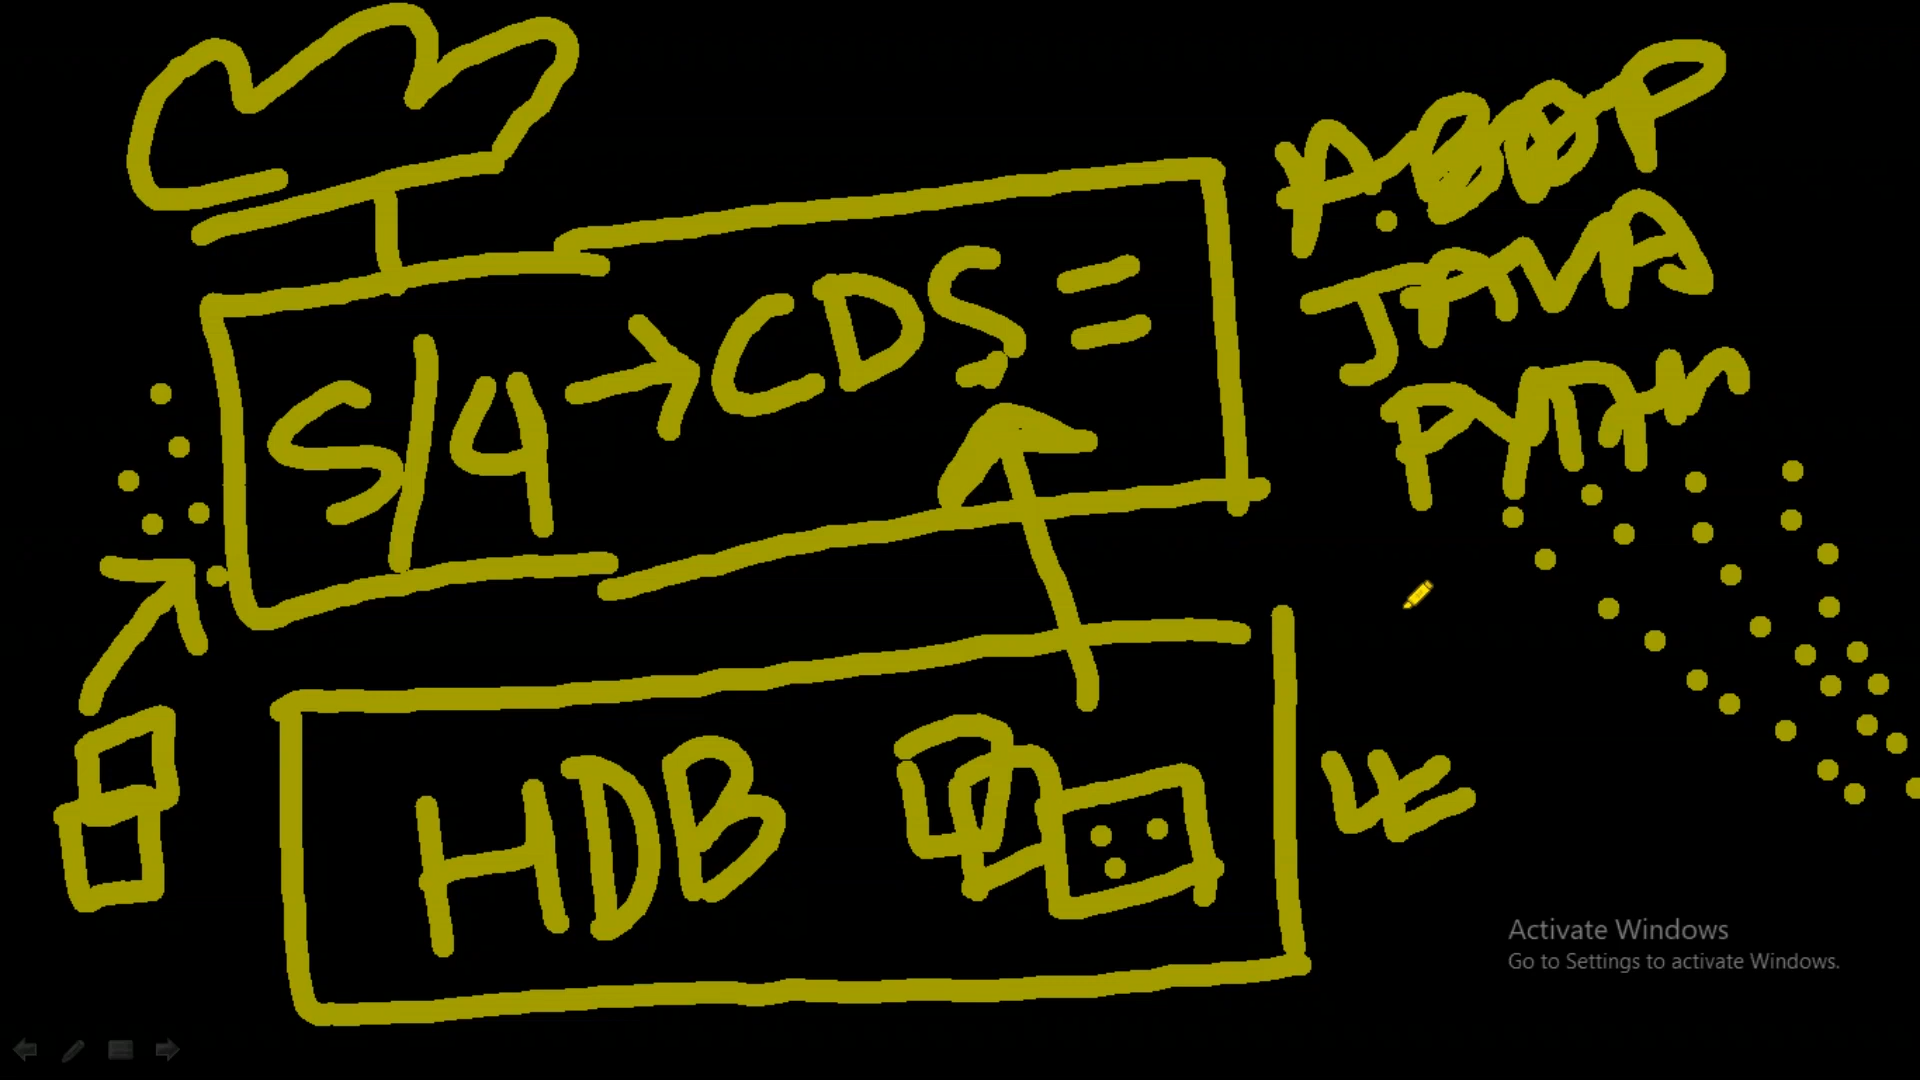 ABAP
JAVA
S/4 → CDS =
HDB
Activate Windows
Go to Settings to activate Windows.